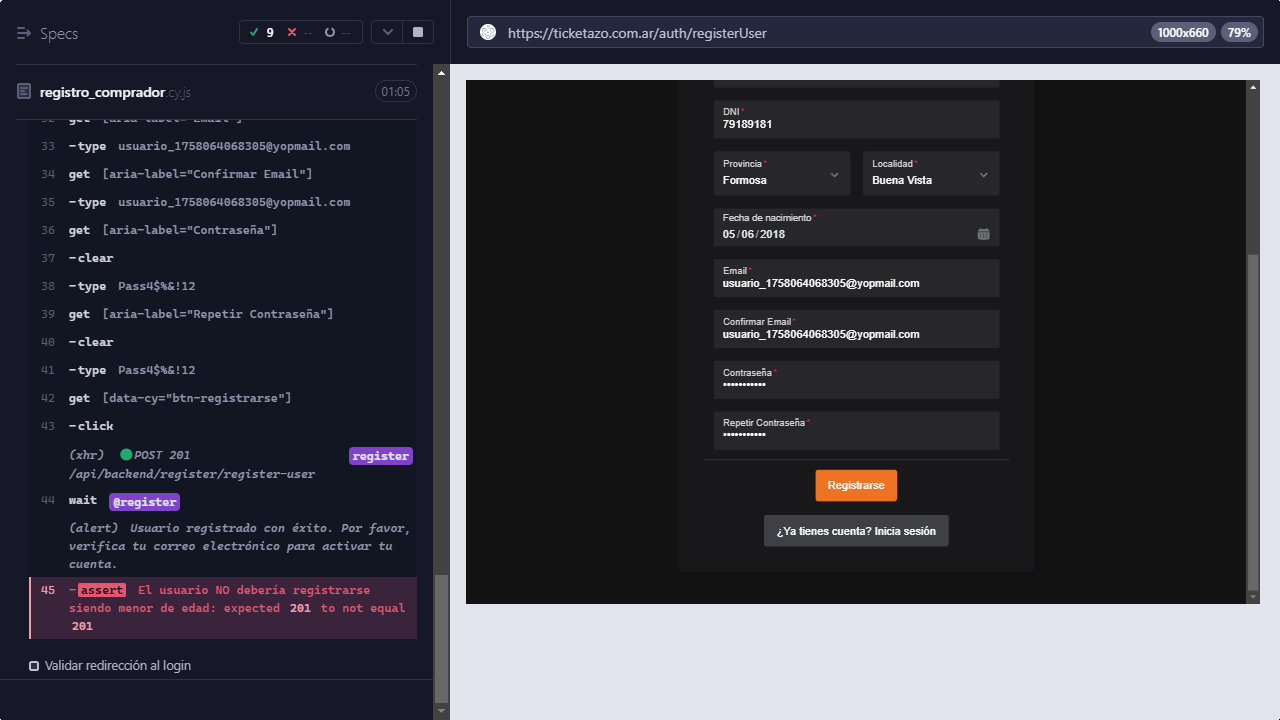 Specs
9
--
--
https://ticketazo.com.ar/auth/registerUser
1000x660
79%
registro_comprador.cy.js
01:05
32 get [aria-label="Email"]
33 -type usuario_1758064068305@yopmail.com
34 get [aria-label="Confirmar Email"]
35 -type usuario_1758064068305@yopmail.com
36 get [aria-label="Contraseña"]
37 -clear
38 -type Pass4$%&!12
39 get [aria-label="Repetir Contraseña"]
40 -clear
41 -type Pass4$%&!12
42 get [data-cy="btn-registrarse"]
43 -click
(xhr) POST 201 register
/api/backend/register/register-user
44 wait @register
(alert) Usuario registrado con éxito. Por favor,
verifica tu correo electrónico para activar tu
cuenta.
45 -assert El usuario NO debería registrarse
siendo menor de edad: expected 201 to not equal
201
Validar redirección al login
DNI*
79189181
Provincia*
Formosa
Localidad*
Buena Vista
Fecha de nacimiento*
05/06/2018
Email*
usuario_1758064068305@yopmail.com
Confirmar Email*
usuario_1758064068305@yopmail.com
Contraseña*
•••••••••••
Repetir Contraseña*
•••••••••••
Registrarse
¿Ya tienes cuenta? Inicia sesión